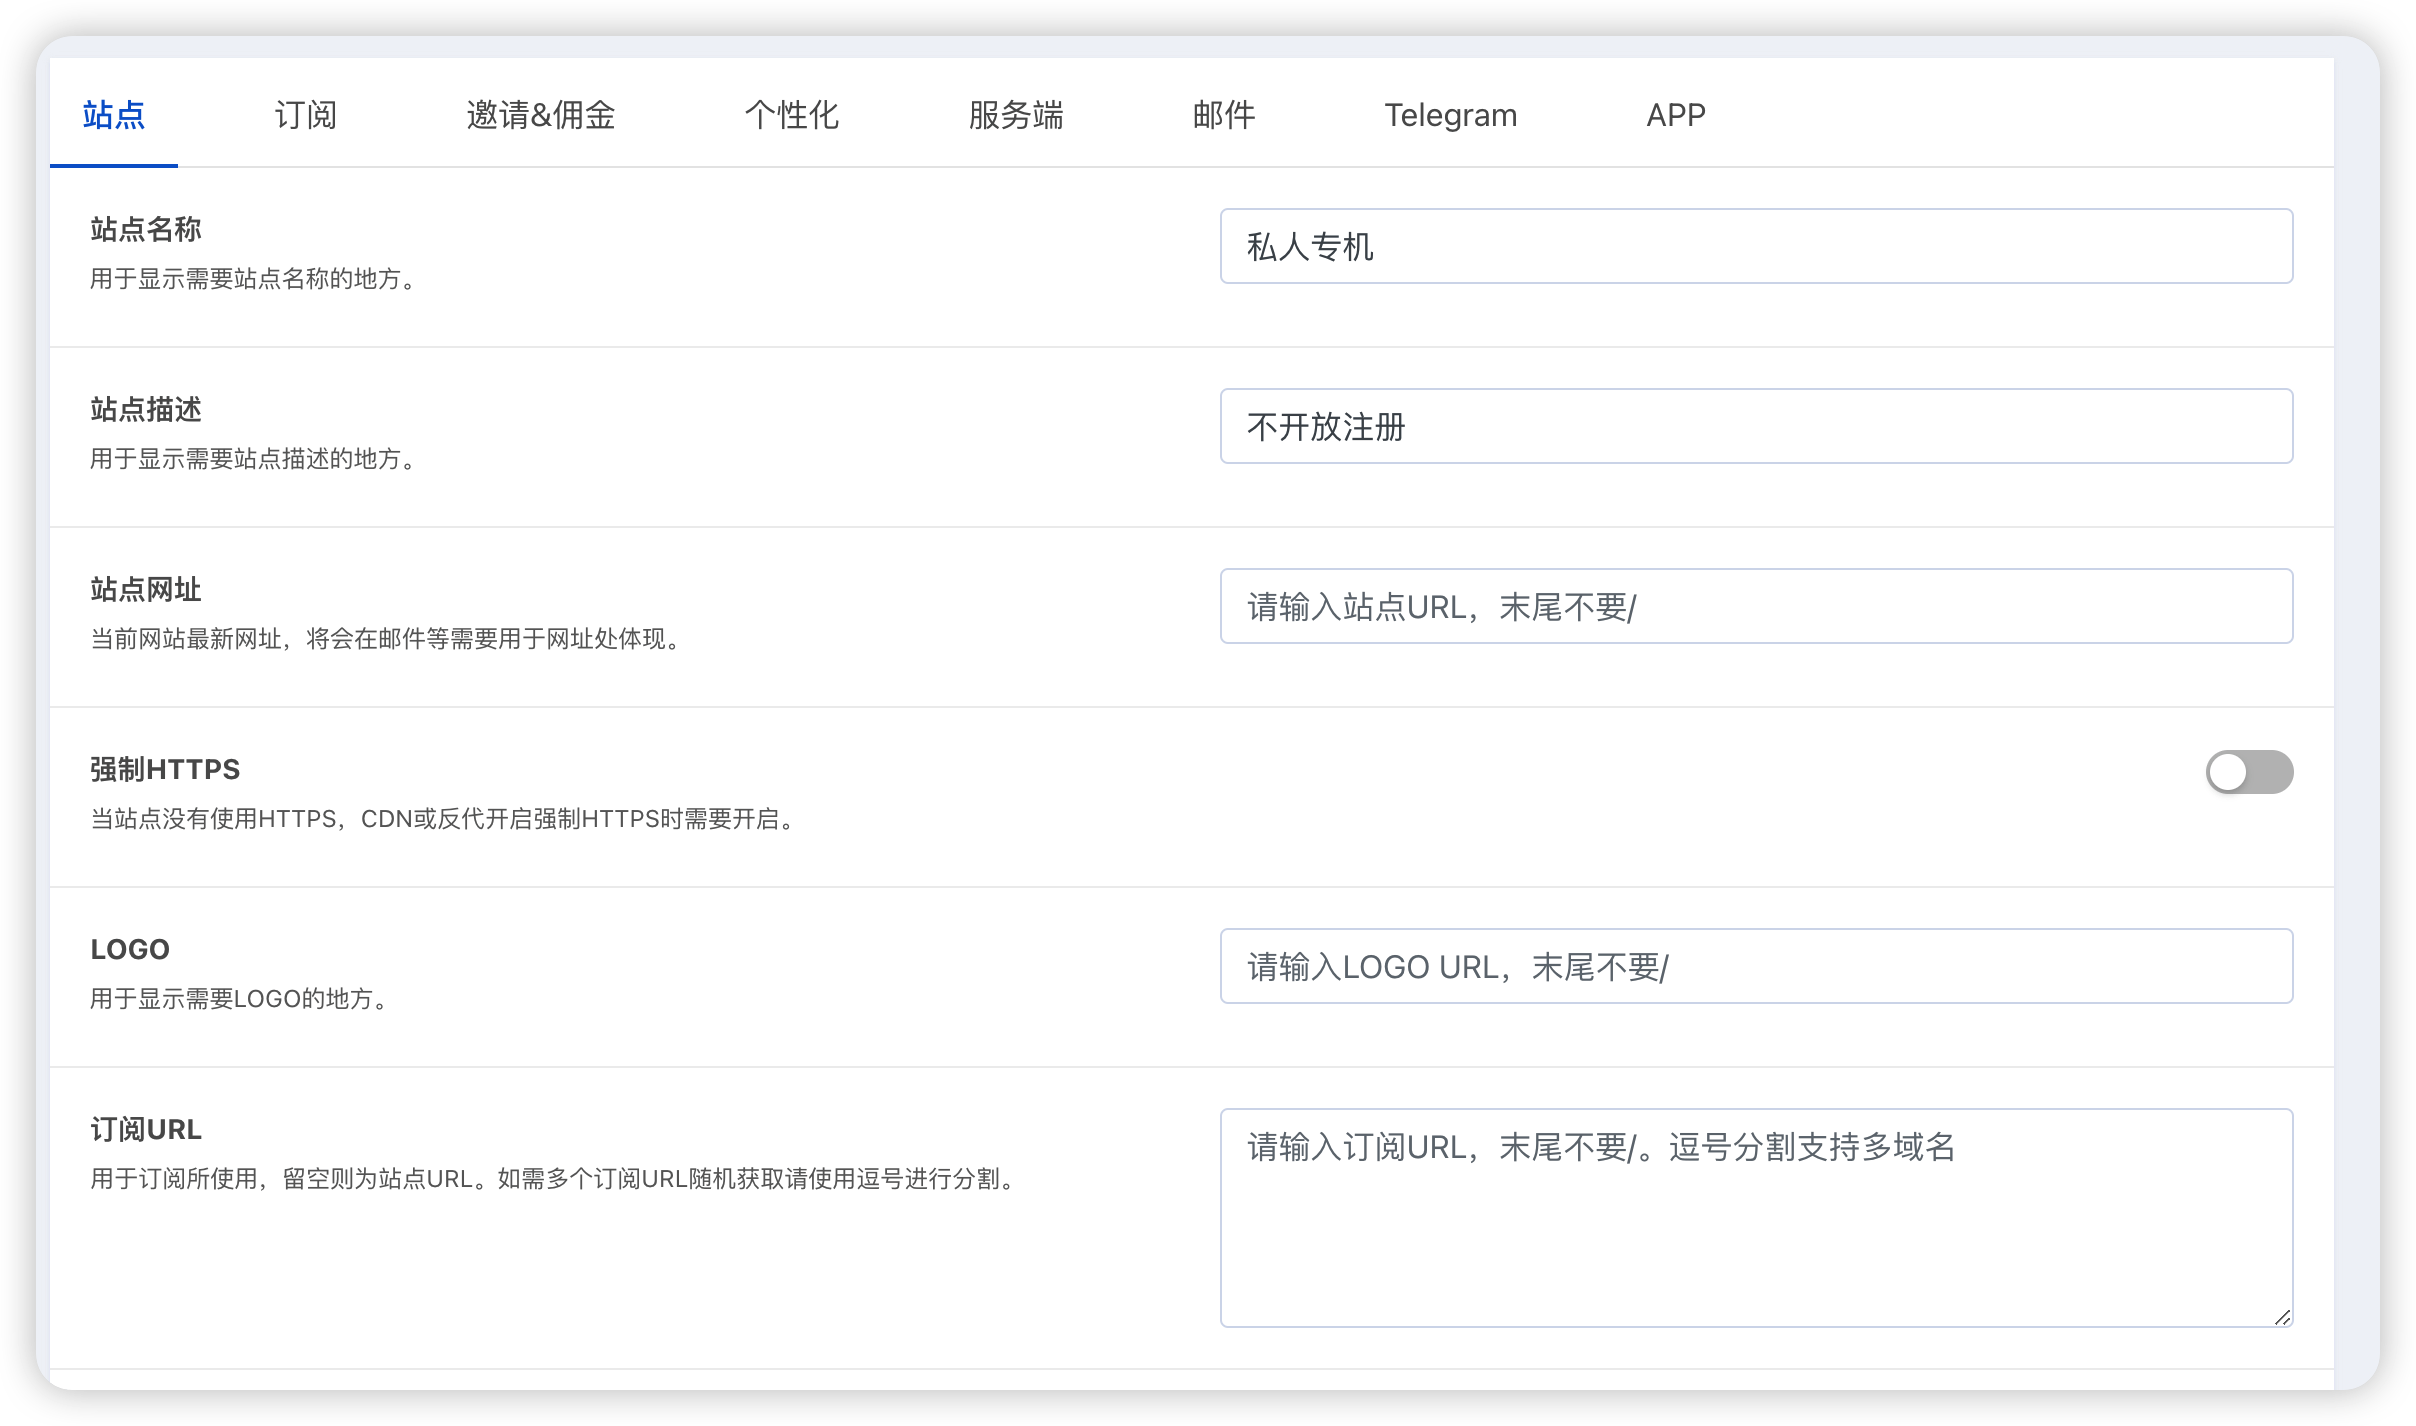 站点 订阅 邀请&佣金 个性化 服务端 邮件 Telegram APP
站点名称
用于显示需要站点名称的地方。
私人专机
站点描述
用于显示需要站点描述的地方。
不开放注册
站点网址
当前网站最新网址，将会在邮件等需要用于网址处体现。
请输入站点URL，末尾不要/
强制HTTPS
当站点没有使用HTTPS，CDN或反代开启强制HTTPS时需要开启。
LOGO
用于显示需要LOGO的地方。
请输入LOGO URL，末尾不要/
订阅URL
用于订阅所使用，留空则为站点URL。如需多个订阅URL随机获取请使用逗号进行分割。
请输入订阅URL，末尾不要/。逗号分割支持多域名